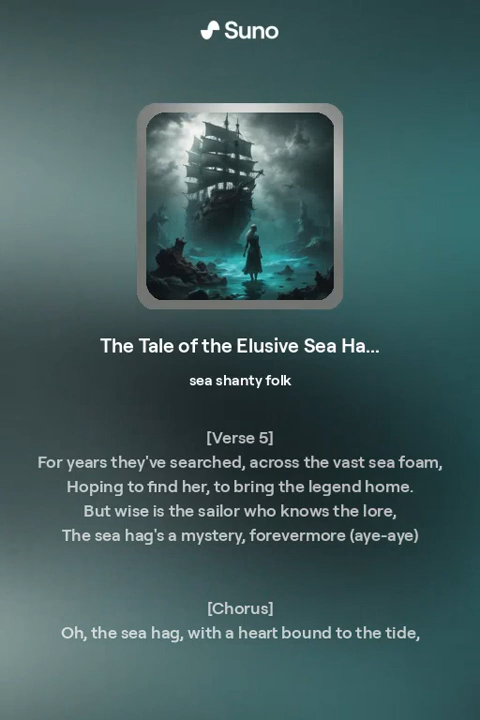 Suno
The Tale of the Elusive Sea Ha...
sea shanty folk
[Verse 5]
For years they've searched, across the vast sea foam,
Hoping to find her, to bring the legend home.
But wise is the sailor who knows the lore,
The sea hag's a mystery, forevermore (aye-aye)
[Chorus]
Oh, the sea hag, with a heart bound to the tide,